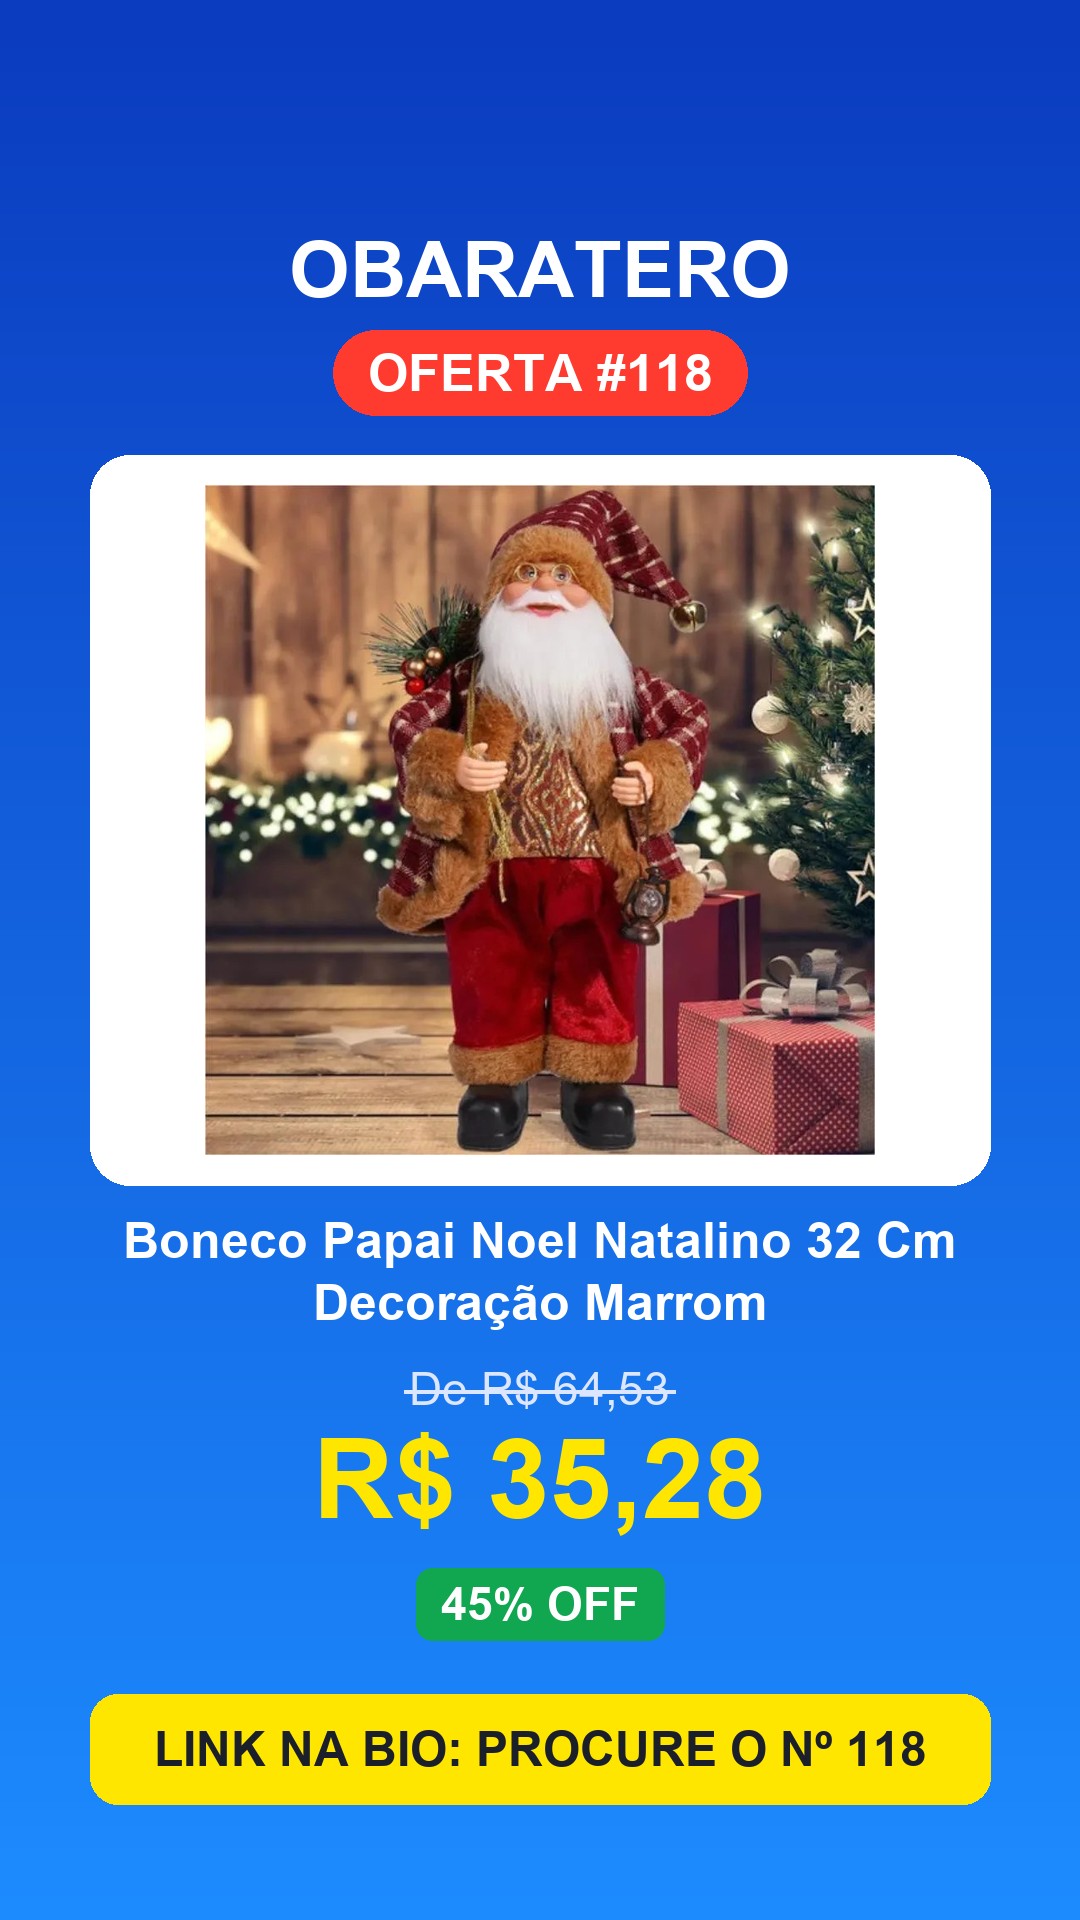 OBARATERO
OFERTA #118
Boneco Papai Noel Natalino 32 Cm
Decoração Marrom
De R$ 64,53
R$ 35,28
45% OFF
LINK NA BIO: PROCURE O Nº 118